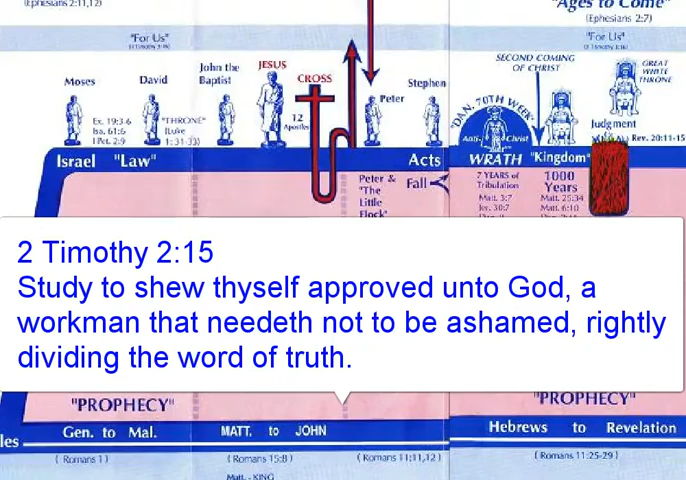 (Ephesians 2:11,12)
"Ages to Come"
(Ephesians 2:7)
"For Us"
"For Us"
Moses
David
John the
Baptist
JESUS
CROSS
12
Apostles
Peter
Stephen
SECOND COMING
OF CHRIST
GREAT
WHITE
THRONE
Ex. 19:3-6
Isa. 61:6
I Pet. 2:9
"THRONE"
(Luke
1:31-33)
"DAN. 70TH WEEK"
Anti-Christ
Judgment
Rev. 20:11-15
Israel "Law"
Acts
WRATH
"Kingdom"
Peter &
"The
Little
Flock"
Fall
7 YEARS of
Tribulation
Matt. 3:7
Jer. 30:7
1000
Years
Matt. 25:34
Matt. 6:10
2 Timothy 2:15
Study to shew thyself approved unto God, a
workman that needeth not to be ashamed, rightly
dividing the word of truth.
"PROPHECY"
"PROPHECY"
les
Gen. to Mal.
MATT. to JOHN
Hebrews to Revelation
(Romans 1)
(Romans 15:8)
(Romans 11:11,12)
(Romans 11:25-29)
Matt. - KING